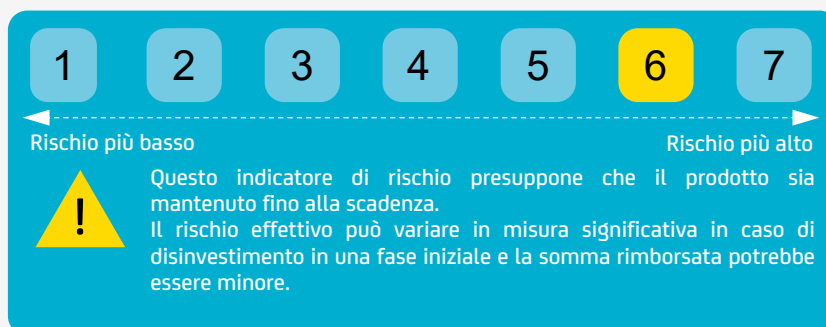 1 2 3 4 5 6 7
Rischio più basso Rischio più alto
!
Questo indicatore di rischio presuppone che il prodotto sia
mantenuto fino alla scadenza.
Il rischio effettivo può variare in misura significativa in caso di
disinvestimento in una fase iniziale e la somma rimborsata potrebbe
essere minore.